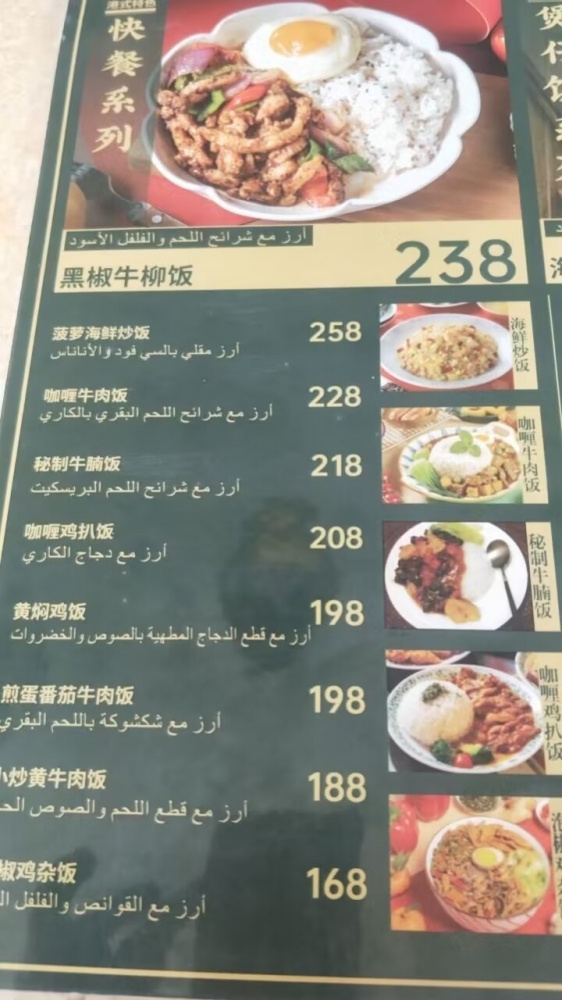 港式特色
快餐系列
أرز مع شرائح اللحم والفلفل الأسود
黑椒牛柳饭
238
菠萝海鲜炒饭
258
أرز مقلي بالسي فود والأناناس
咖喱牛肉饭
228
أرز مع شرائح اللحم البقري بالكاري
秘制牛腩饭
218
أرز مع شرائح اللحم البريسكيت
咖喱鸡扒饭
208
أرز مع دجاج الكاري
黄焖鸡饭
198
أرز مع قطع الدجاج المطهية بالصوص والخضروات
煎蛋番茄牛肉饭
198
أرز مع شكشوكة باللحم البقري
小炒黄牛肉饭
188
أرز مع قطع اللحم والصوص
椒鸡杂饭
168
أرز مع القوانص والفلفل
海鲜炒饭
咖喱牛肉饭
秘制牛腩饭
咖喱鸡扒饭
煲仔饭